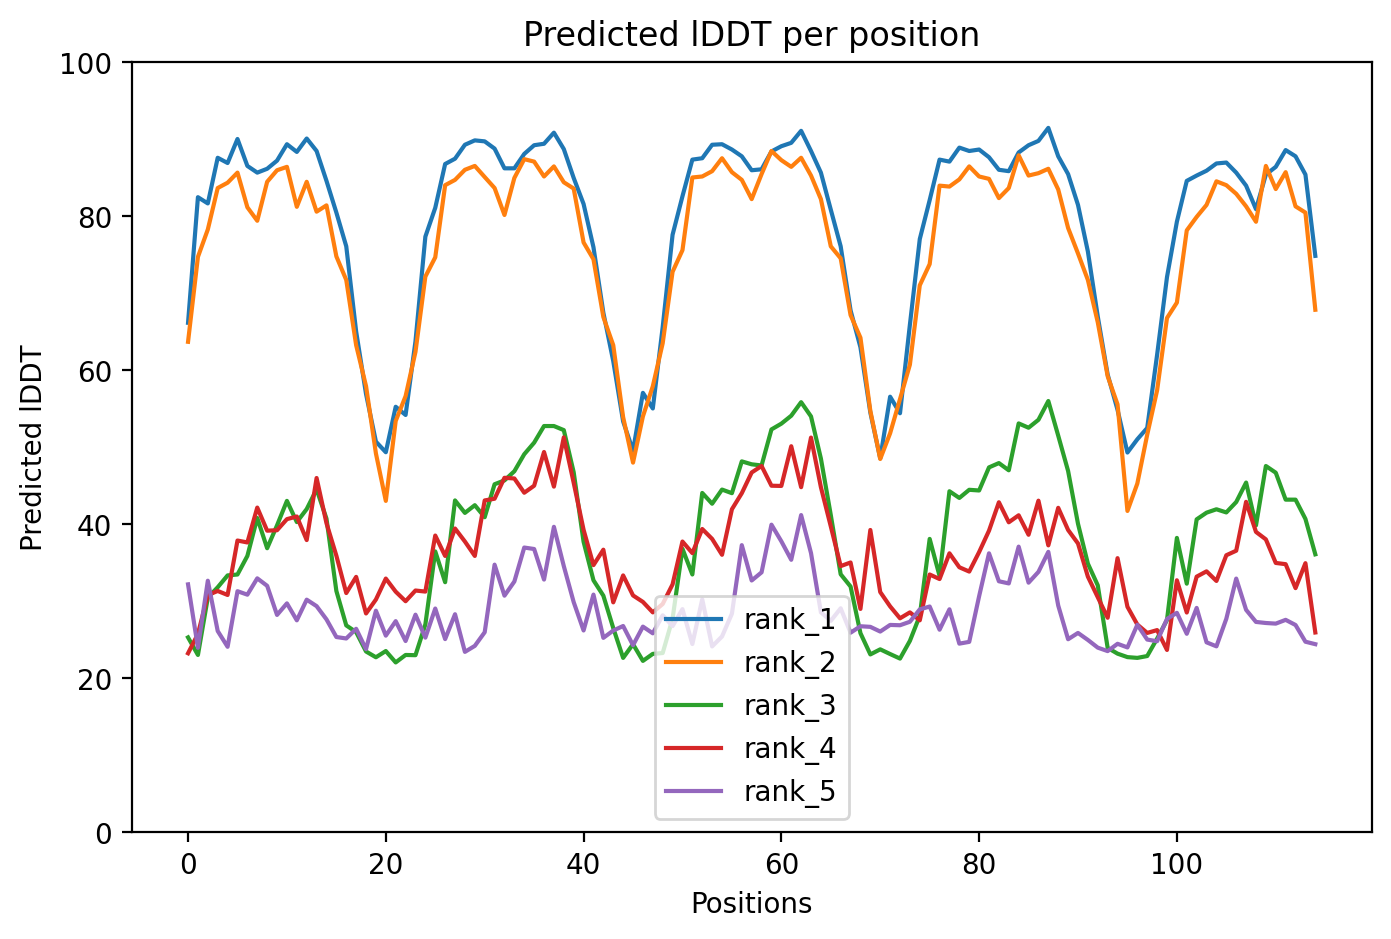 Predicted lDDT per position
100
80
60
40
20
0
Predicted lDDT
rank_1
rank_2
rank_3
rank_4
rank_5
0 20 40 60 80 100
Positions